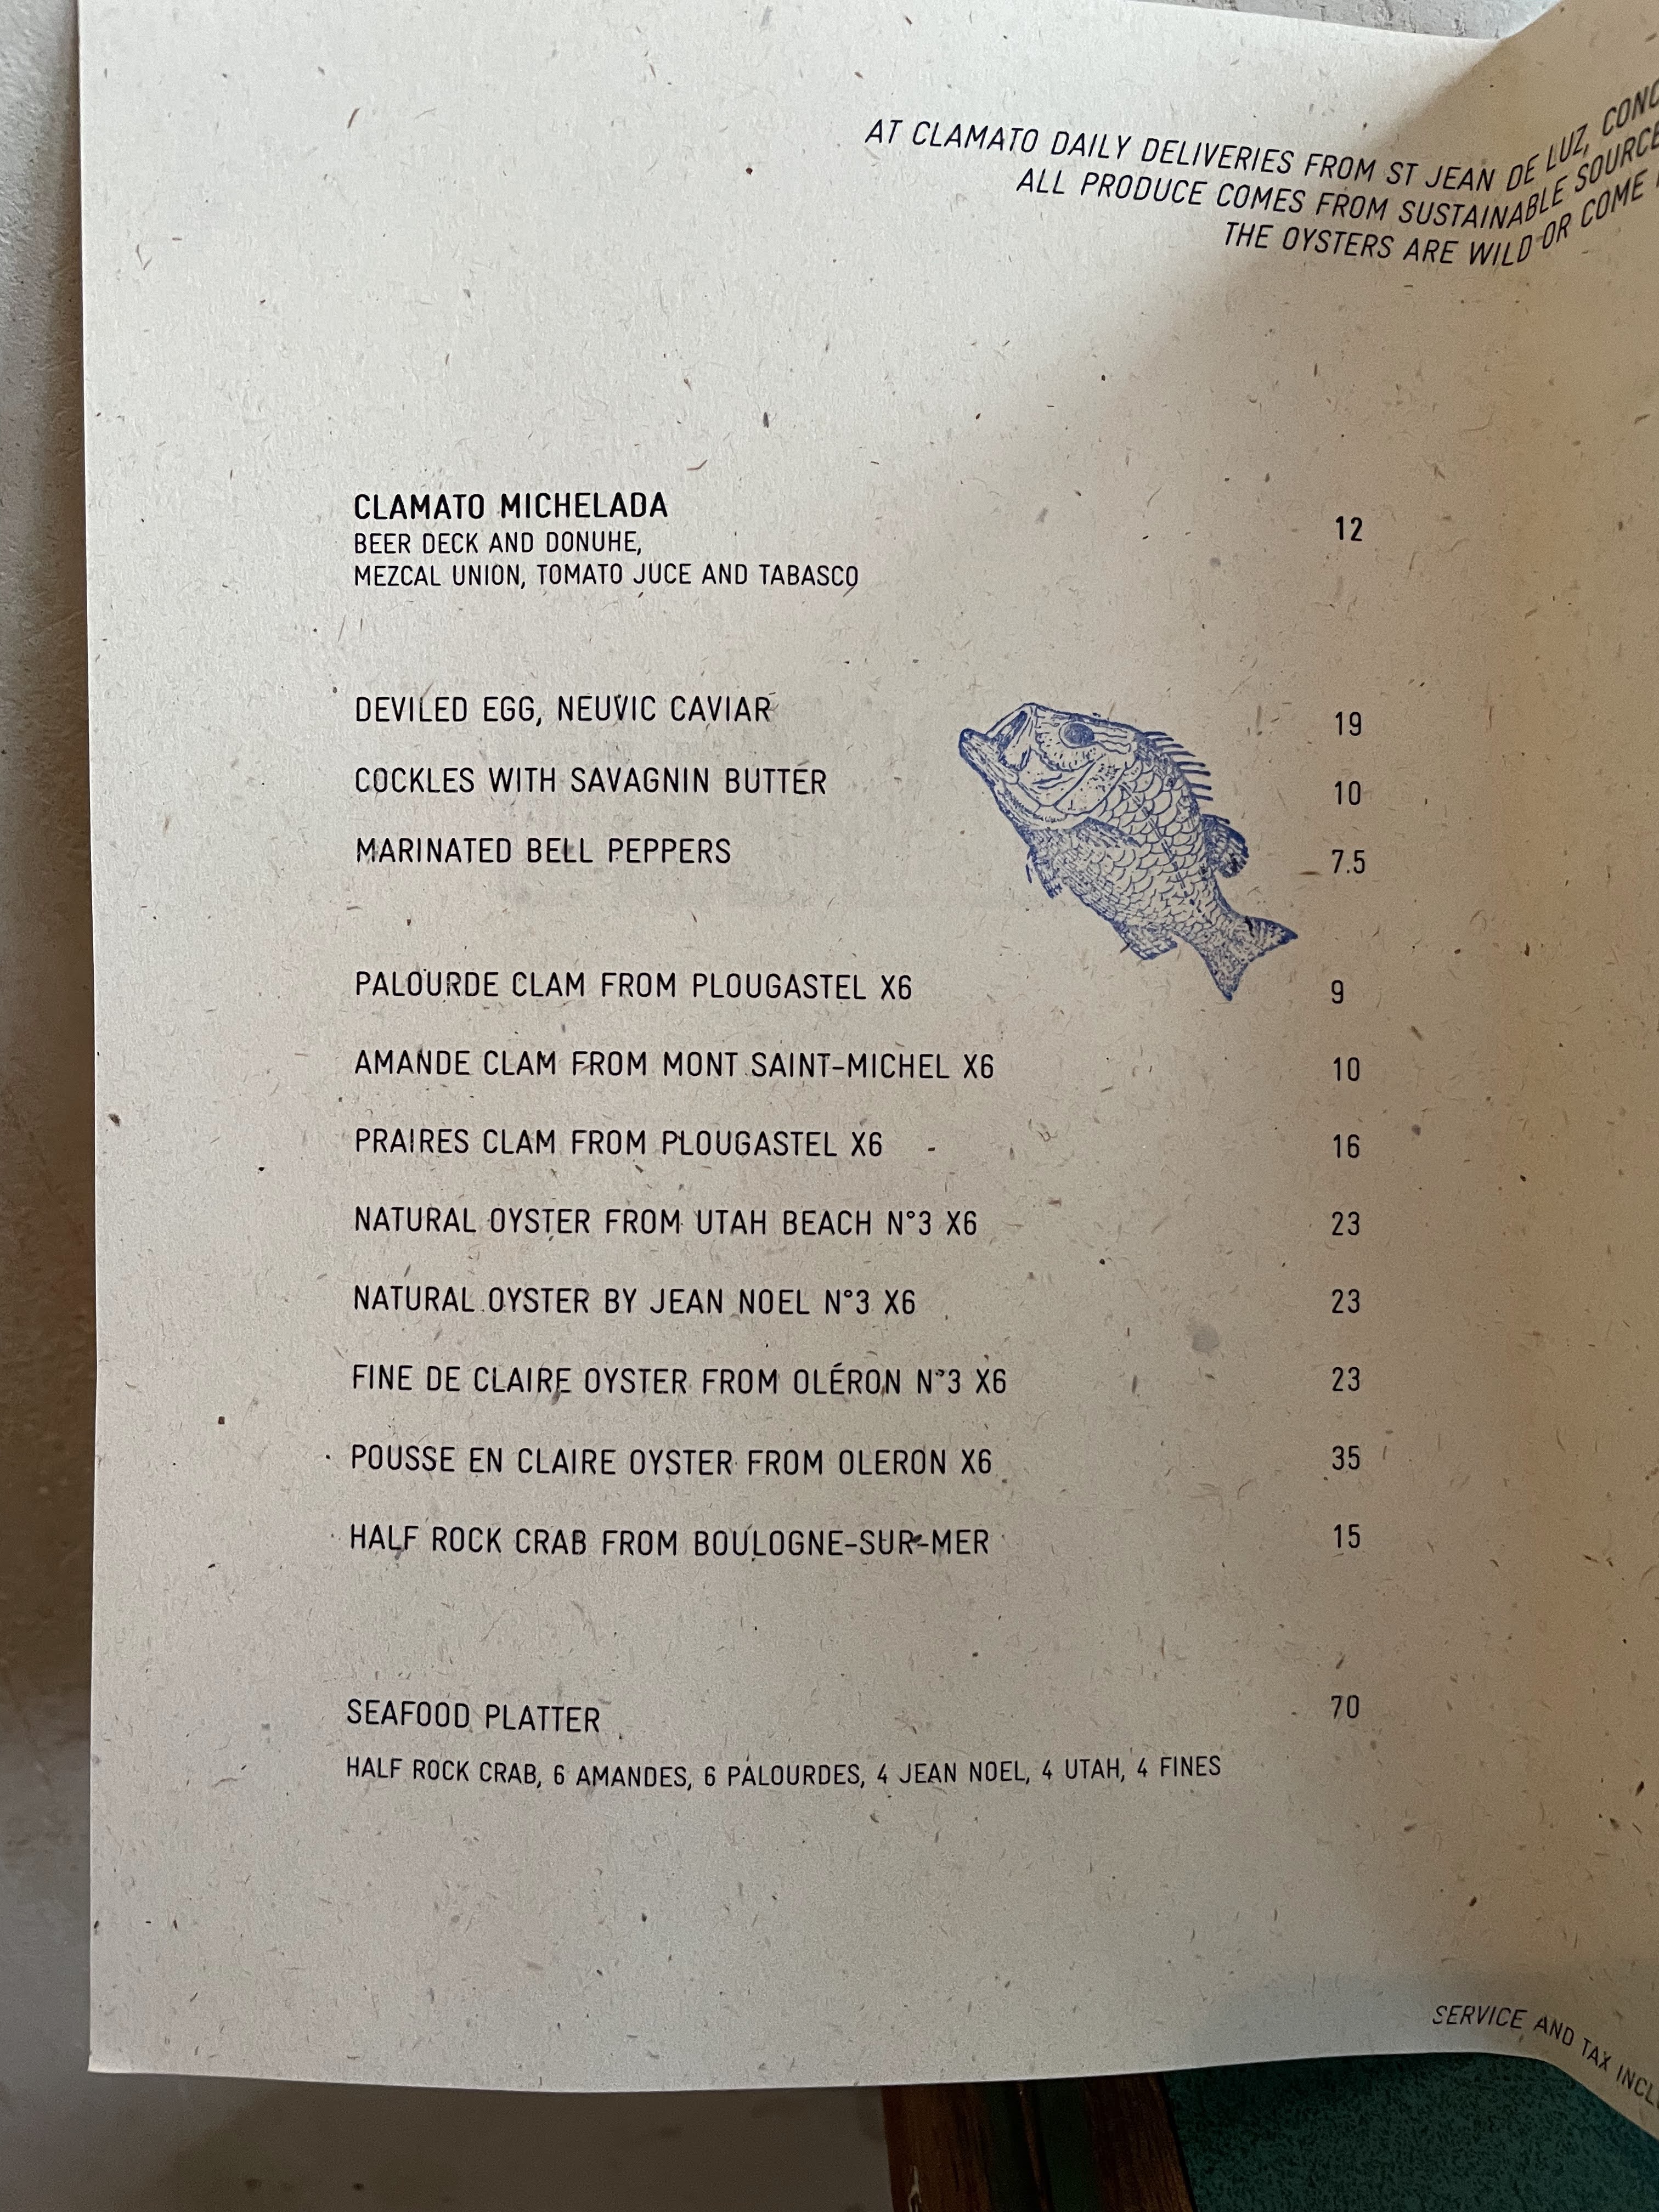 AT CLAMATO DAILY DELIVERIES FROM ST JEAN DE LUZ,
ALL PRODUCE COMES FROM SUSTAINABLE
THE OYSTERS ARE WILD OR COME
CLAMATO MICHELADA 12
BEER DECK AND DONUHE,
MEZCAL UNION, TOMATO JUCE AND TABASCO
DEVILED EGG, NEUVIC CAVIAR 19
COCKLES WITH SAVAGNIN BUTTER 10
MARINATED BELL PEPPERS 7.5
PALOURDE CLAM FROM PLOUGASTEL X6 9
AMANDE CLAM FROM MONT SAINT-MICHEL X6 10
PRAIRES CLAM FROM PLOUGASTEL X6 16
NATURAL OYSTER FROM UTAH BEACH N°3 X6 23
NATURAL OYSTER BY JEAN NOEL N°3 X6 23
FINE DE CLAIRE OYSTER FROM OLÉRON N°3 X6 23
POUSSE EN CLAIRE OYSTER FROM OLERON X6 35
HALF ROCK CRAB FROM BOULOGNE-SUR-MER 15
SEAFOOD PLATTER 70
HALF ROCK CRAB, 6 AMANDES, 6 PALOURDES, 4 JEAN NOEL, 4 UTAH, 4 FINES
SERVICE AND TAX